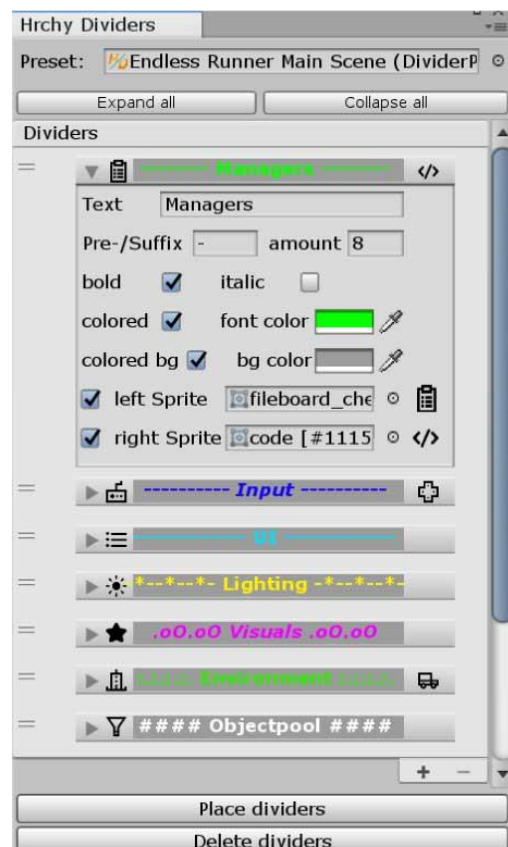 Hrchy Dividers
Preset: Endless Runner Main Scene (DividerP
Expand all Collapse all
Dividers
-------- Managers --------
Text Managers
Pre-/Suffix - amount 8
bold italic
colored font color
colored bg bg color
left Sprite fileboard_che
right Sprite code [#1115
---------- Input ----------
UI
*--*--*- Lighting -*--*--*-
.oO.oO Visuals .oO.oO
Environment
#### Objectpool ####
+ -
Place dividers
Delete dividers